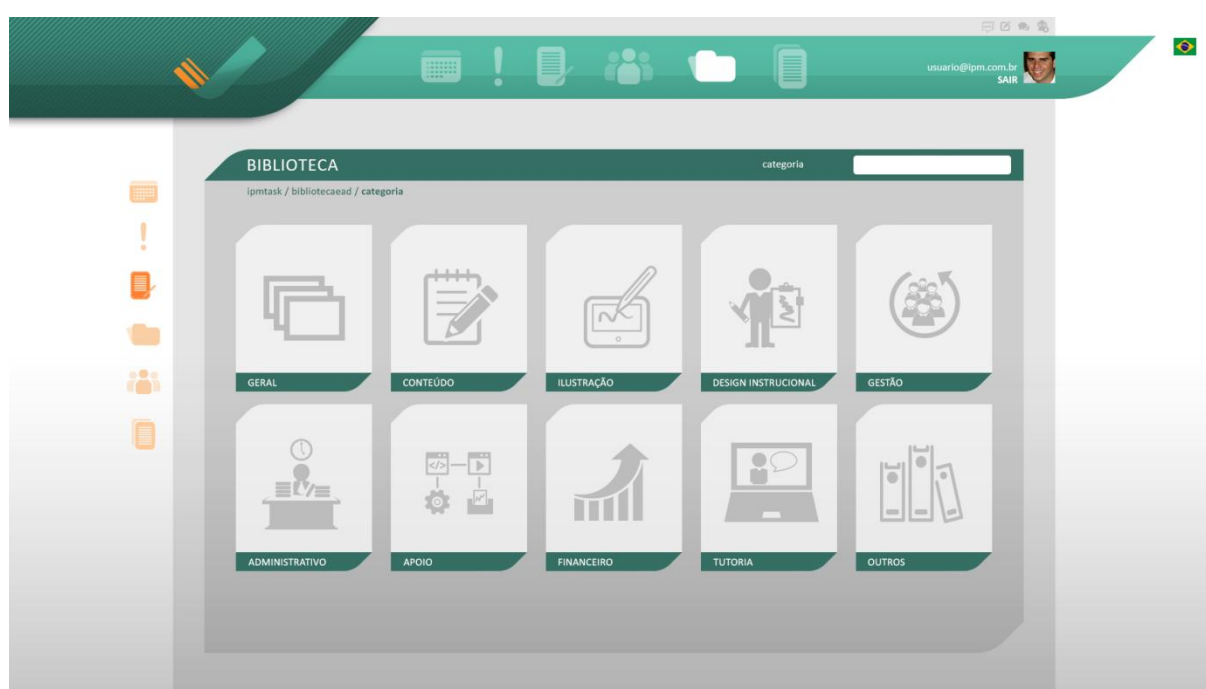 usuario@ipm.com.br
SAIR
BIBLIOTECA
categoria
ipmtask / bibliotecaead / categoria
GERAL
CONTEÚDO
ILUSTRAÇÃO
DESIGN INSTRUCIONAL
GESTÃO
ADMINISTRATIVO
APOIO
FINANCEIRO
TUTORIA
OUTROS